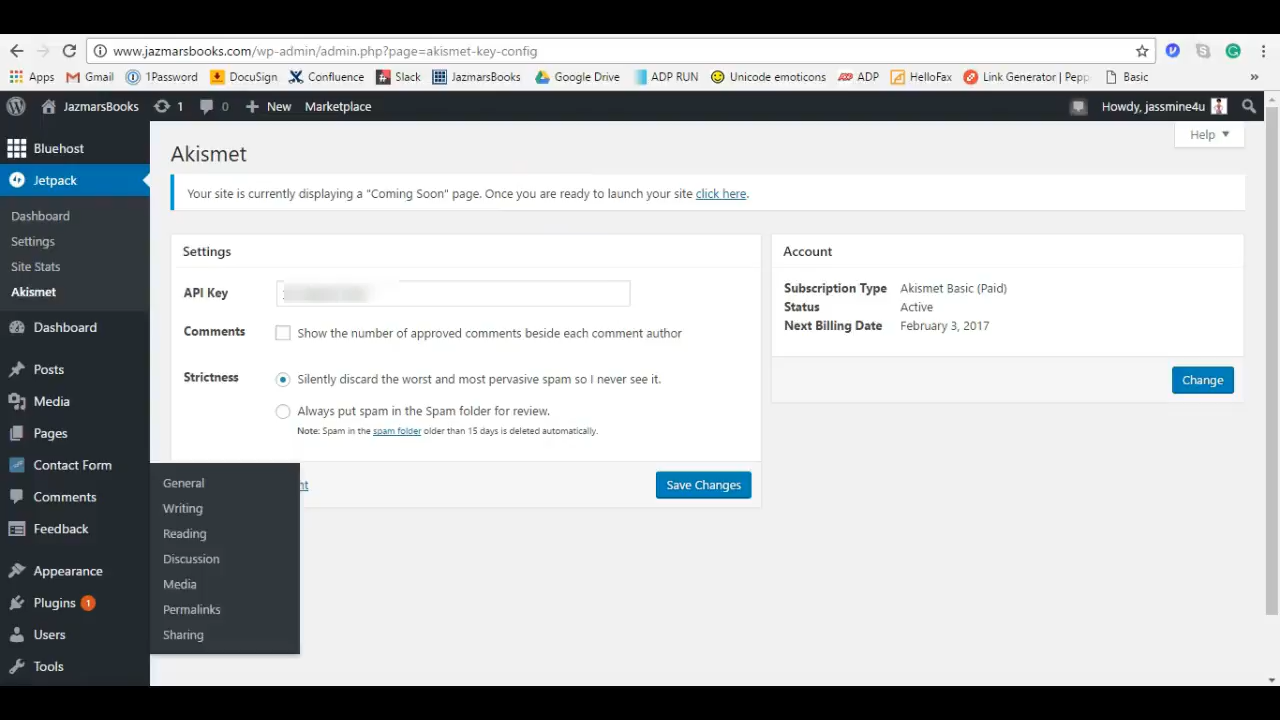 www.jazmarsbooks.com/wp-admin/admin.php?page=akismet-key-config
Apps Gmail 1Password DocuSign Confluence Slack JazmarsBooks Google Drive ADP RUN Unicode emoticons ADP HelloFax Link Generator | Pepp Basic »
JazmarsBooks 1 0 New Marketplace Howdy, jassmine4u
Help
Bluehost
Jetpack
Dashboard
Settings
Site Stats
Akismet
Dashboard
Posts
Media
Pages
Contact Form
Comments
Feedback
Appearance
Plugins 1
Users
Tools
General
Writing
Reading
Discussion
Media
Permalinks
Sharing
Akismet
Your site is currently displaying a "Coming Soon" page. Once you are ready to launch your site click here.
Settings
API Key
Comments Show the number of approved comments beside each comment author
Strictness Silently discard the worst and most pervasive spam so I never see it.
Always put spam in the Spam folder for review.
Note: Spam in the spam folder older than 15 days is deleted automatically.
Save Changes
Account
Subscription Type Akismet Basic (Paid)
Status Active
Next Billing Date February 3, 2017
Change